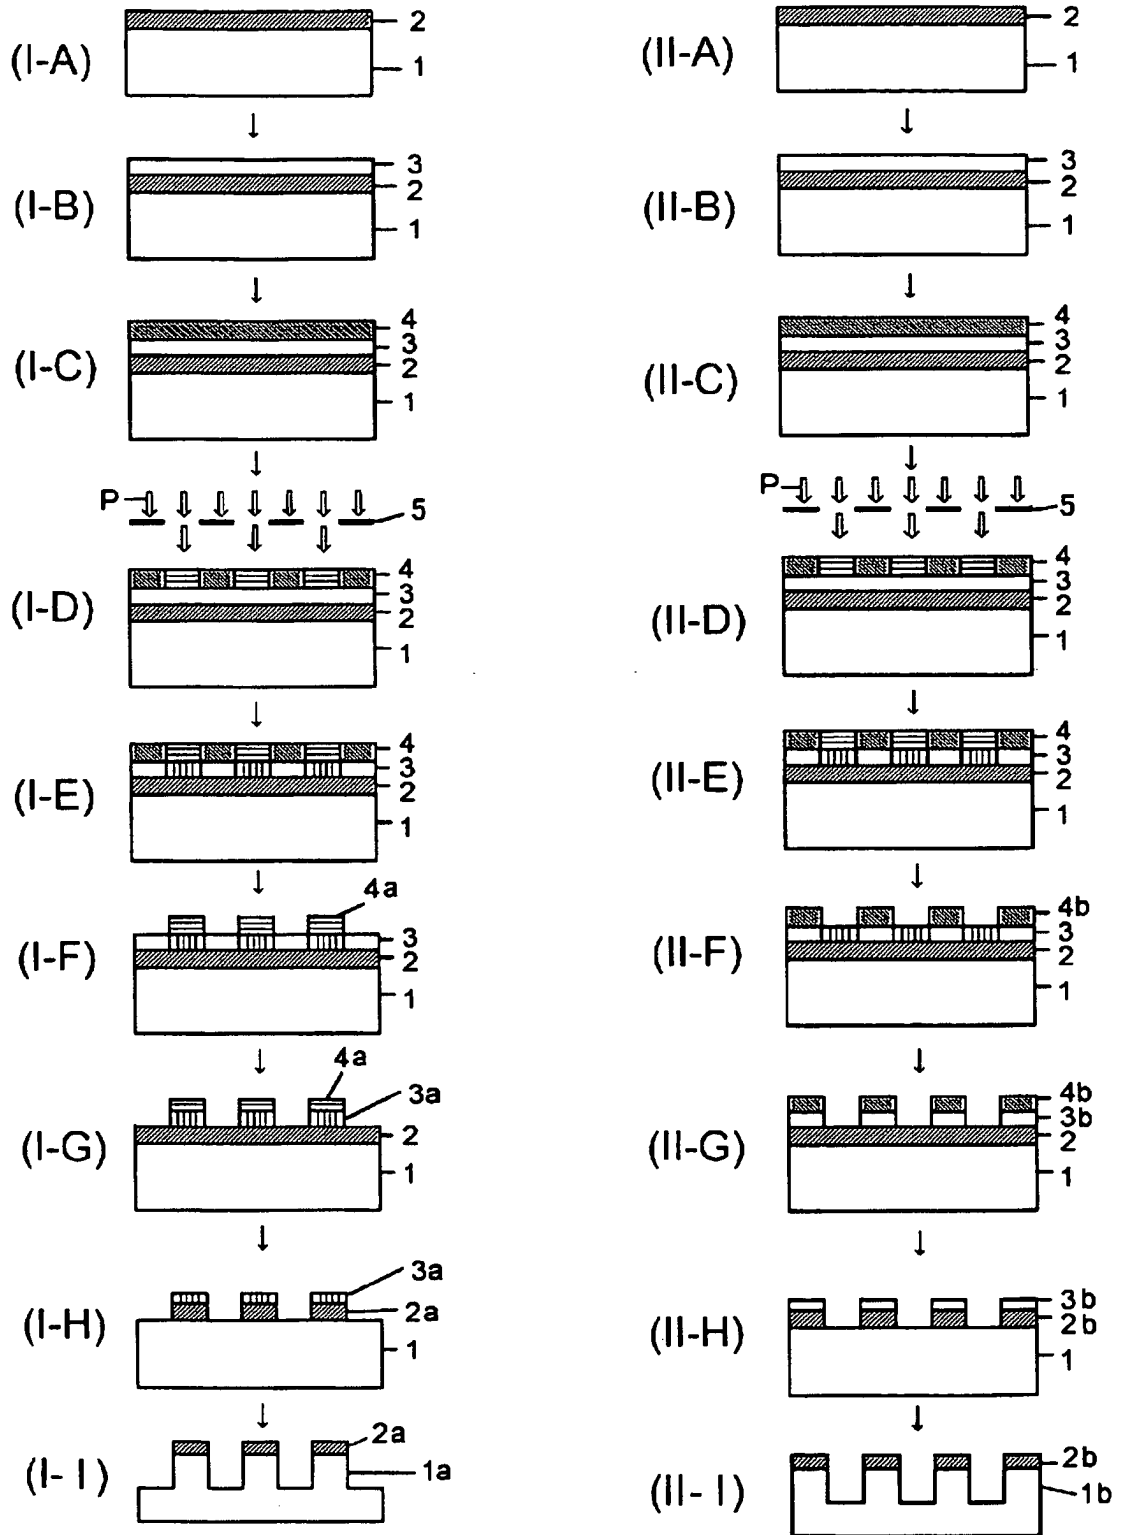 (I-A)
2
1
(II-A)
2
1
(I-B)
3
2
1
(II-B)
3
2
1
(I-C)
4
3
2
1
(II-C)
4
3
2
1
P
5
(I-D)
4
3
2
1
P
5
(II-D)
4
3
2
1
(I-E)
4
3
2
1
(II-E)
4
3
2
1
4a
(I-F)
3
2
1
(II-F)
4b
3
2
1
4a
3a
(I-G)
2
1
(II-G)
4b
3b
2
1
3a
(I-H)
2a
1
(II-H)
3b
2b
1
2a
(I- I)
1a
(II- I)
2b
1b